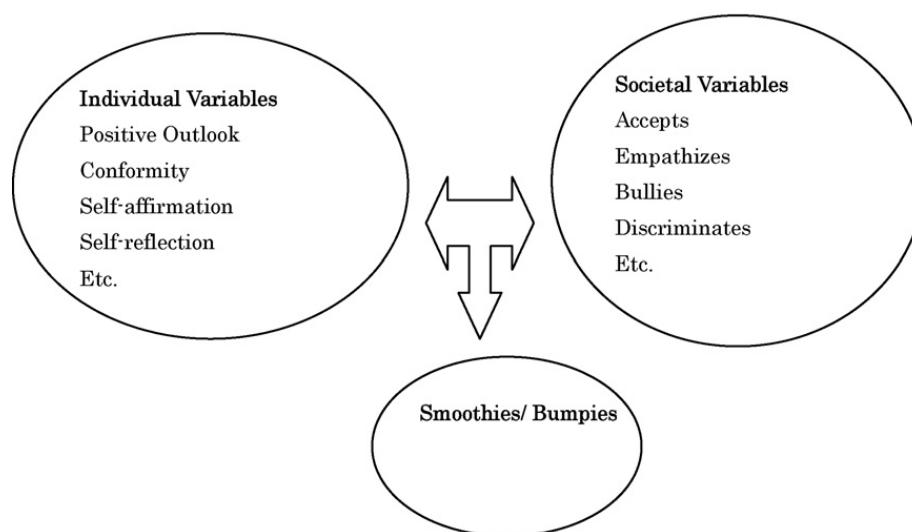 Individual Variables
Positive Outlook
Conformity
Self-affirmation
Self-reflection
Etc.
Societal Variables
Accepts
Empathizes
Bullies
Discriminates
Etc.
Smoothies/ Bumpies